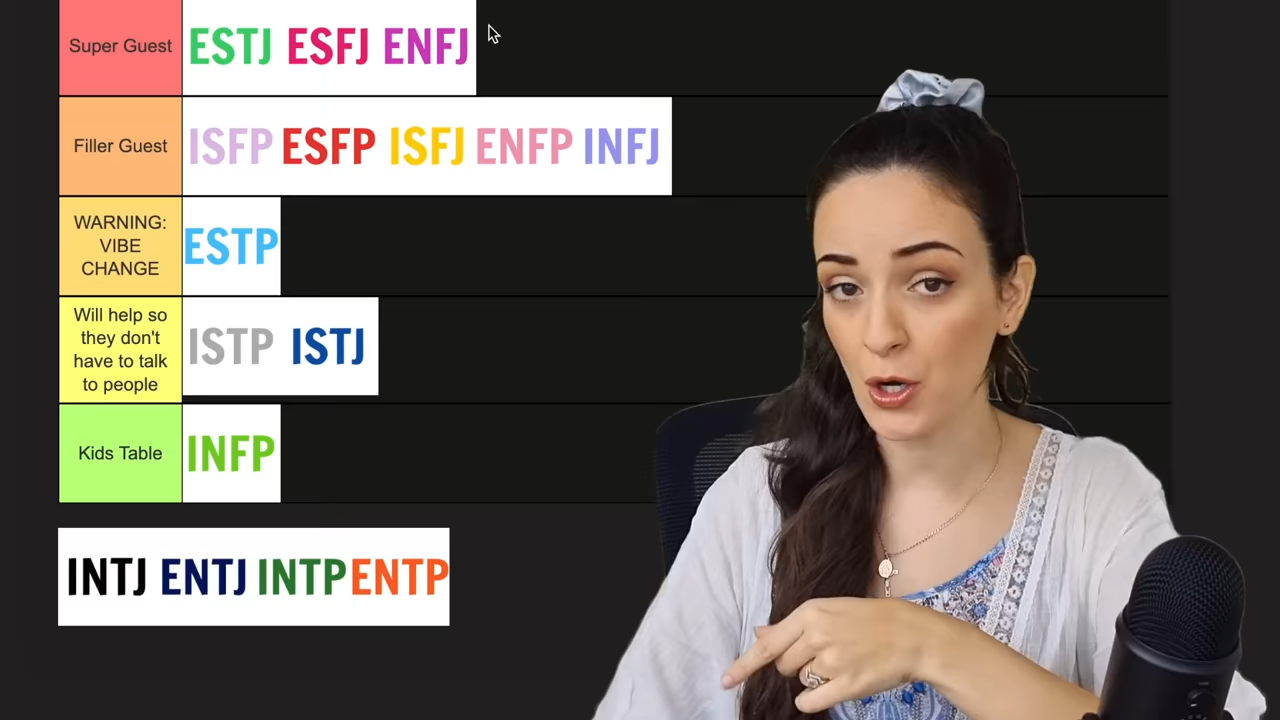 Super Guest
ESTJ ESFJ ENFJ
Filler Guest
ISFP ESFP ISFJ ENFP INFJ
WARNING:
VIBE
CHANGE
ESTP
Will help so
they don't
have to talk
to people
ISTP ISTJ
Kids Table
INFP
INTJ ENTJ INTP ENTP